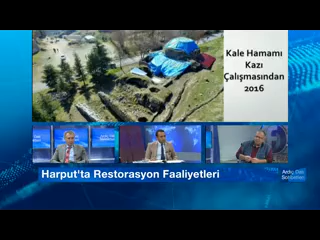 Kale Hamamı
Kazı
Çalışmasından
2016
Harput'ta Restorasyon Faaliyetleri